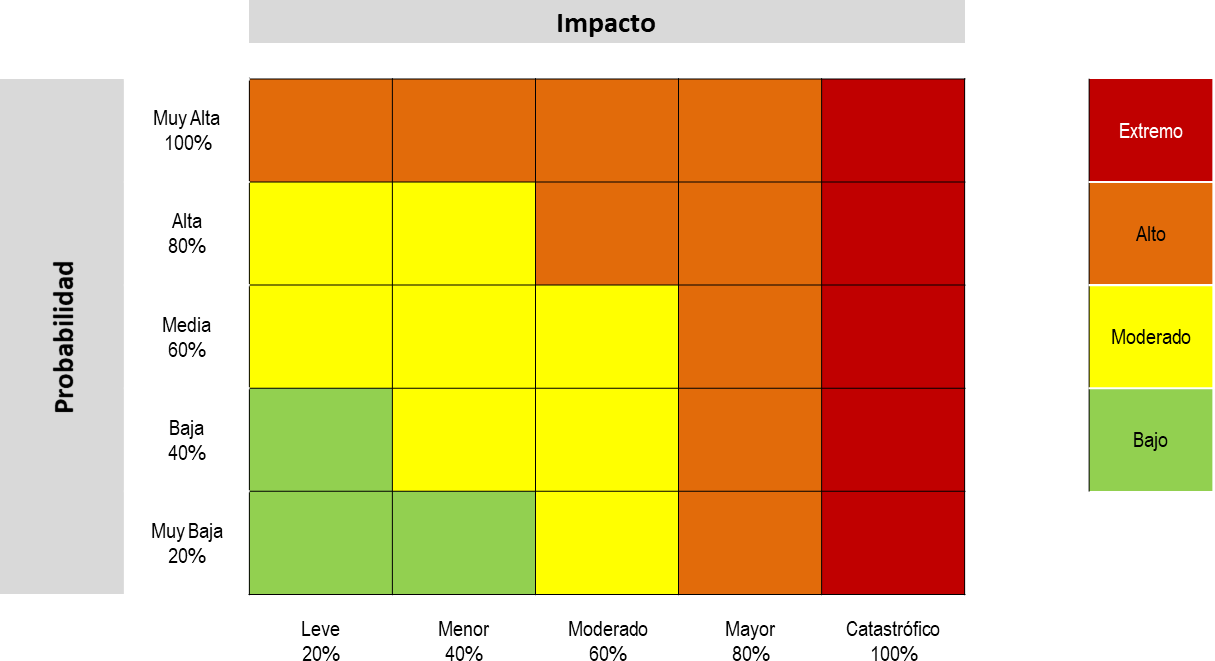 Impacto
Probabilidad
Muy Alta
100%
Alta
80%
Media
60%
Baja
40%
Muy Baja
20%
Leve
20%
Menor
40%
Moderado
60%
Mayor
80%
Catastrófico
100%
Extremo
Alto
Moderado
Bajo